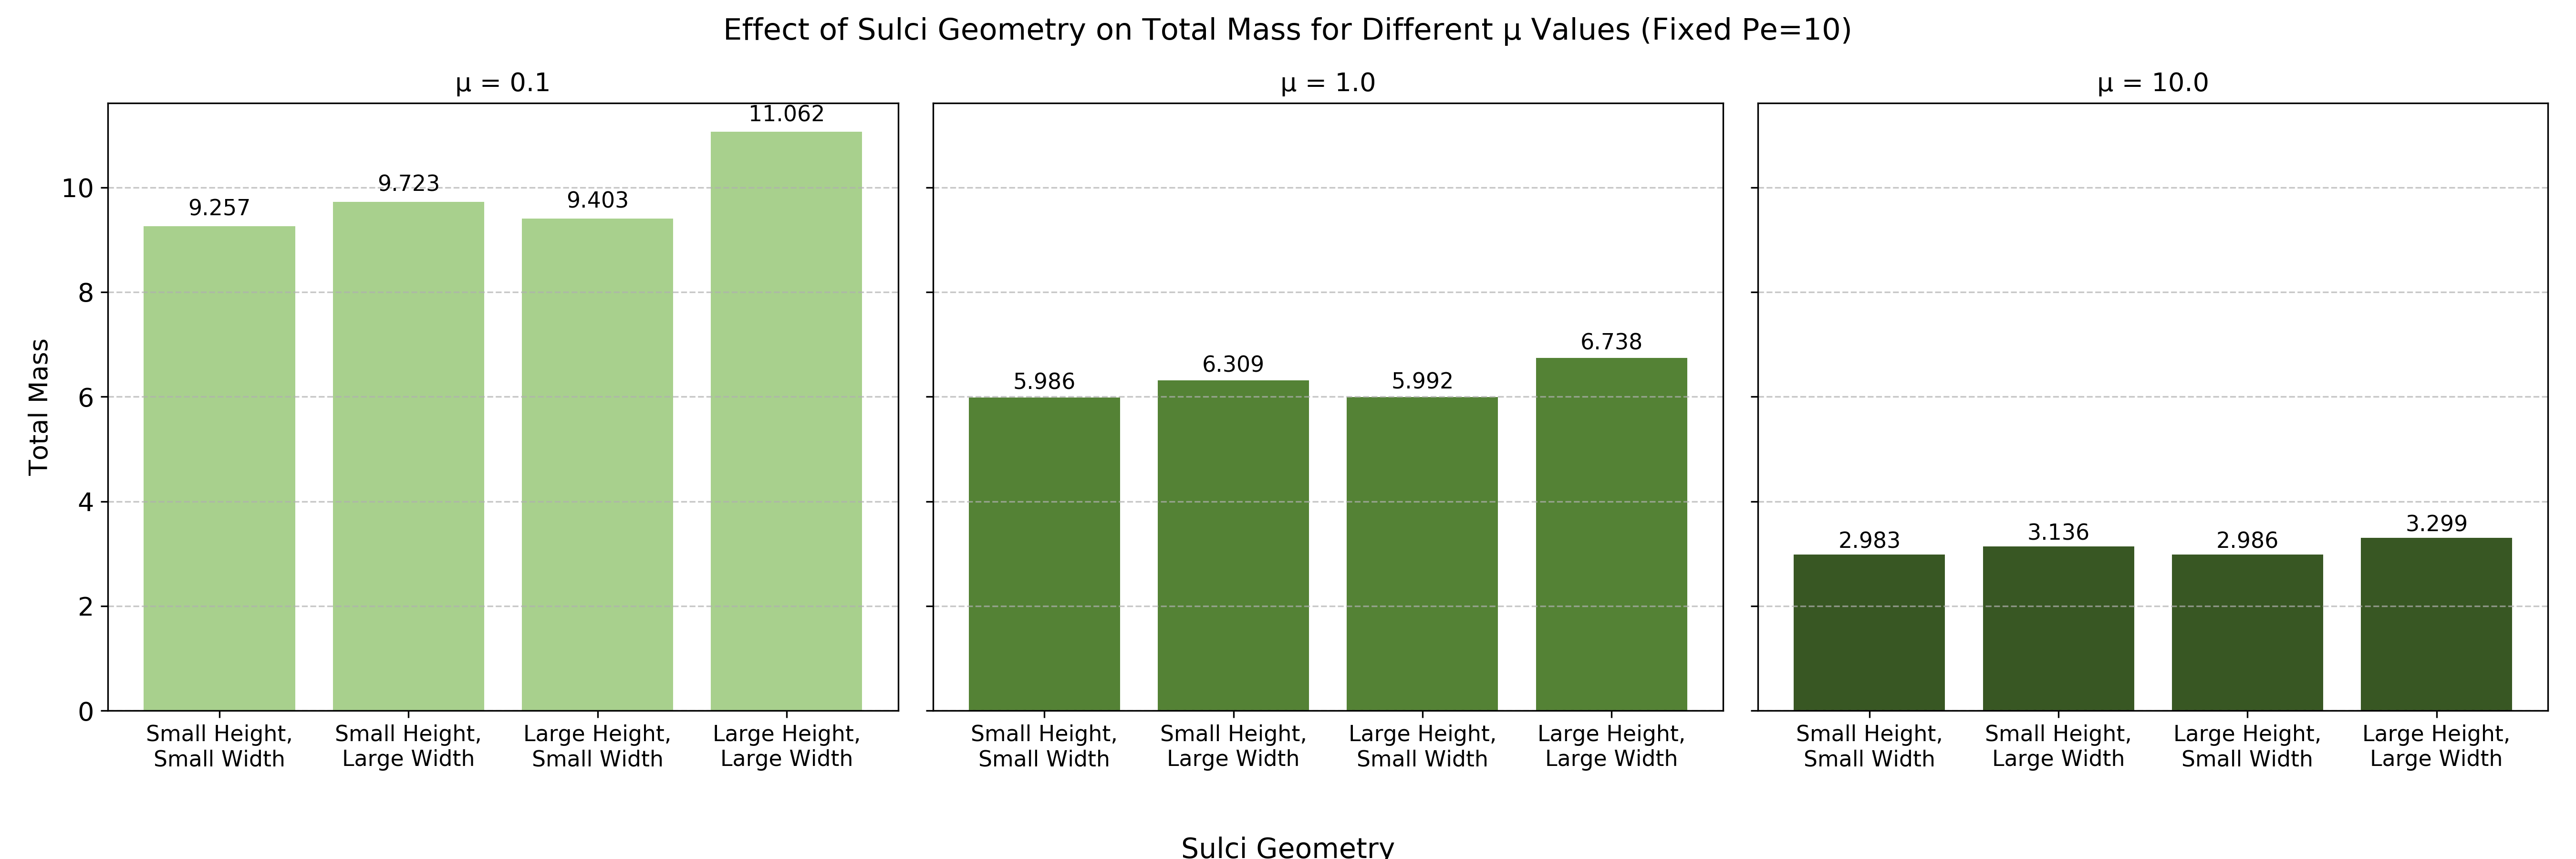 Effect of Sulci Geometry on Total Mass for Different μ Values (Fixed Pe=10)
μ = 0.1
μ = 1.0
μ = 10.0
Total Mass
10
8
6
4
2
0
9.257
9.723
9.403
11.062
5.986
6.309
5.992
6.738
2.983
3.136
2.986
3.299
Small Height,
Small Width
Small Height,
Large Width
Large Height,
Small Width
Large Height,
Large Width
Small Height,
Small Width
Small Height,
Large Width
Large Height,
Small Width
Large Height,
Large Width
Small Height,
Small Width
Small Height,
Large Width
Large Height,
Small Width
Large Height,
Large Width
Sulci Geometry